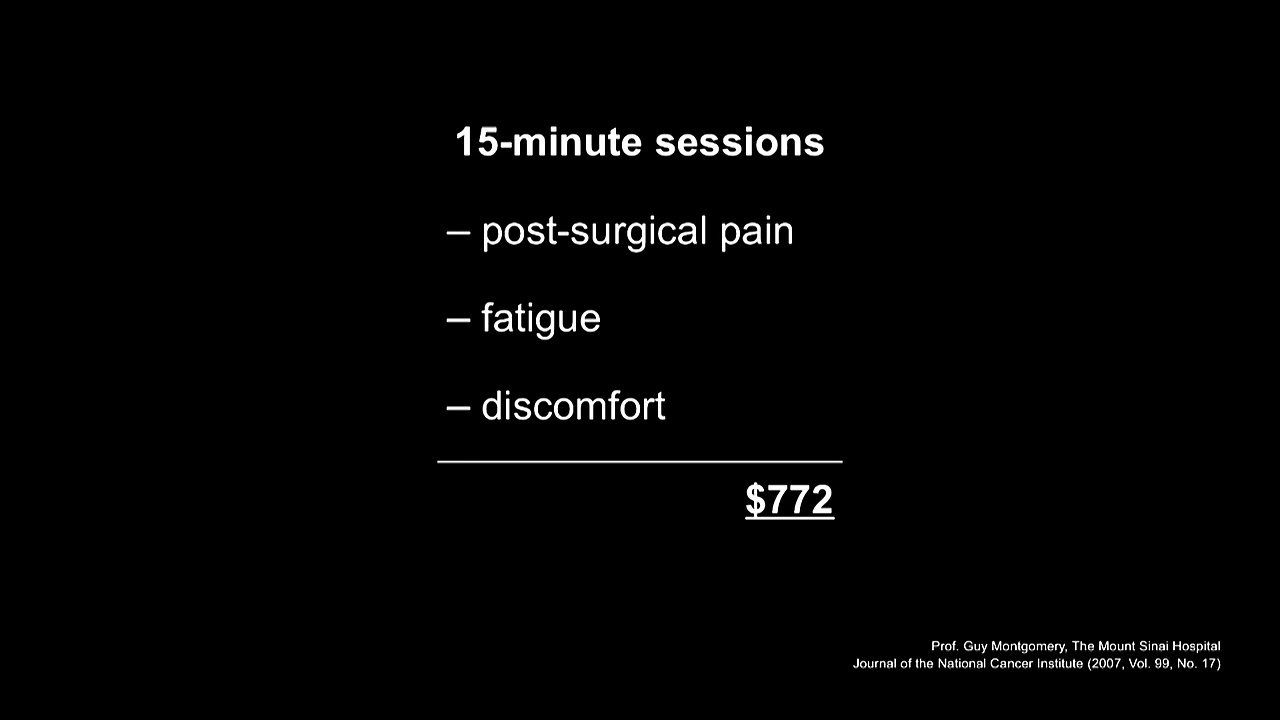 15-minute sessions
– post-surgical pain
– fatigue
– discomfort
$772
Prof. Guy Montgomery, The Mount Sinai Hospital
Journal of the National Cancer Institute (2007, Vol. 99, No. 17)